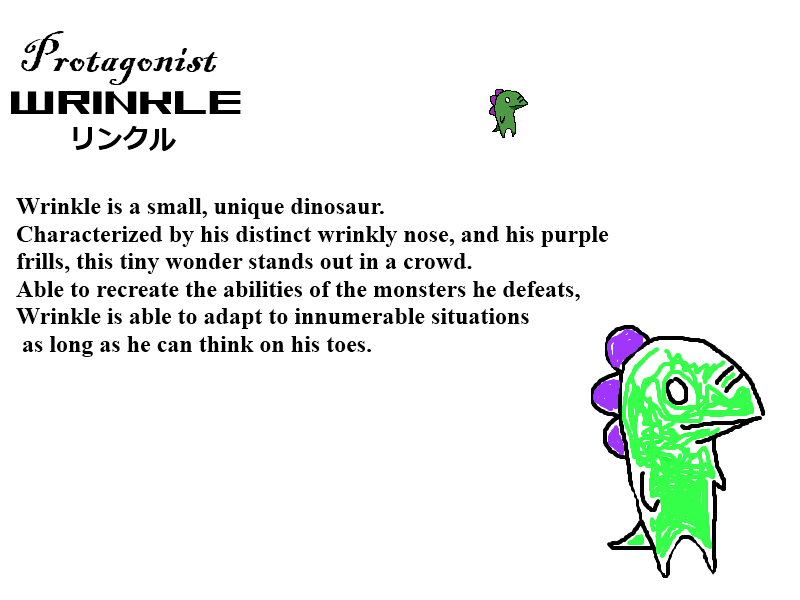 Protagonist
WRINKLE
リンクル
Wrinkle is a small, unique dinosaur.
Characterized by his distinct wrinkly nose, and his purple
frills, this tiny wonder stands out in a crowd.
Able to recreate the abilities of the monsters he defeats,
Wrinkle is able to adapt to innumerable situations
as long as he can think on his toes.